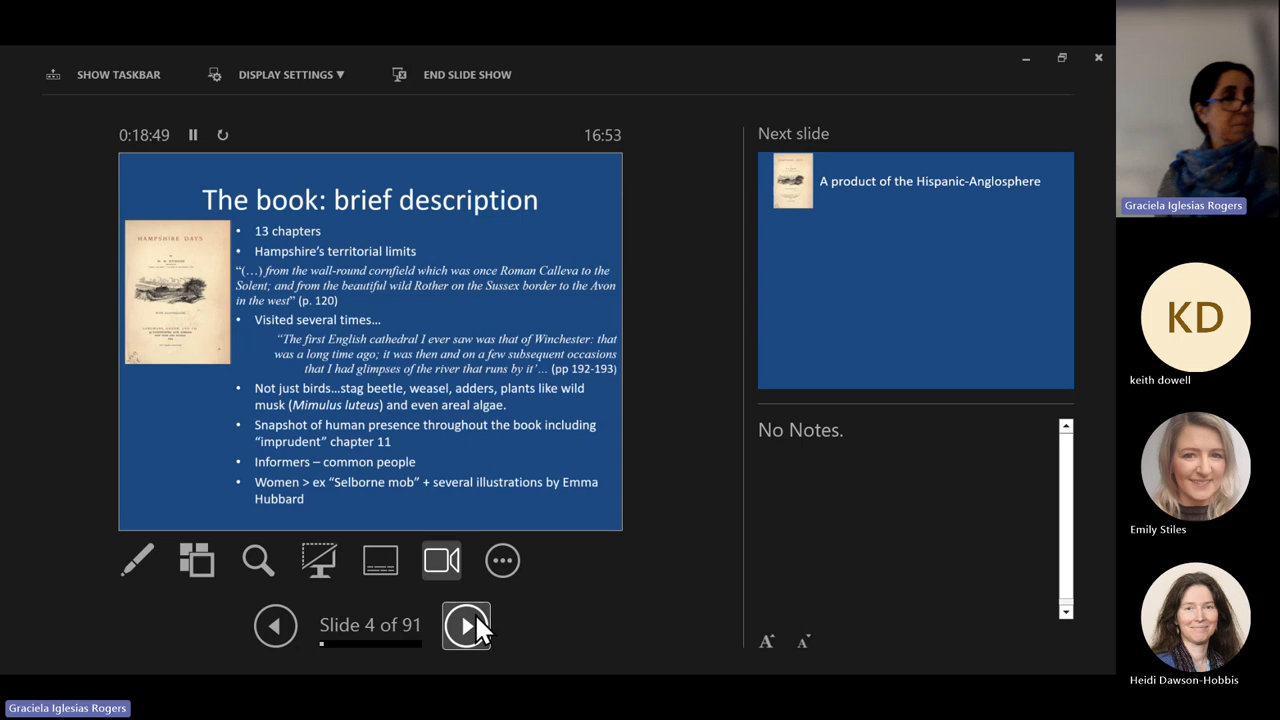 SHOW TASKBAR
DISPLAY SETTINGS ▼
END SLIDE SHOW
0:18:49
16:53
The book: brief description
HAMPSHIRE DAYS
• 13 chapters
• Hampshire's territorial limits
“(…) from the wall-round cornfield which was once Roman Calleva to the
Solent; and from the beautiful wild Rother on the Sussex border to the Avon
in the west” (p. 120)
• Visited several times…
“The first English cathedral I ever saw was that of Winchester: that
was a long time ago; it was then and on a few subsequent occasions
that I had glimpses of the river that runs by it'… (pp 192-193)
• Not just birds…stag beetle, weasel, adders, plants like wild
musk (Mimulus luteus) and even areal algae.
• Snapshot of human presence throughout the book including
“imprudent” chapter 11
• Informers – common people
• Women > ex “Selborne mob” + several illustrations by Emma
Hubbard
Slide 4 of 91
Next slide
A product of the Hispanic-Anglosphere
No Notes.
A A
Graciela Iglesias Rogers
KD
keith dowell
Emily Stiles
Heidi Dawson-Hobbis
Graciela Iglesias Rogers